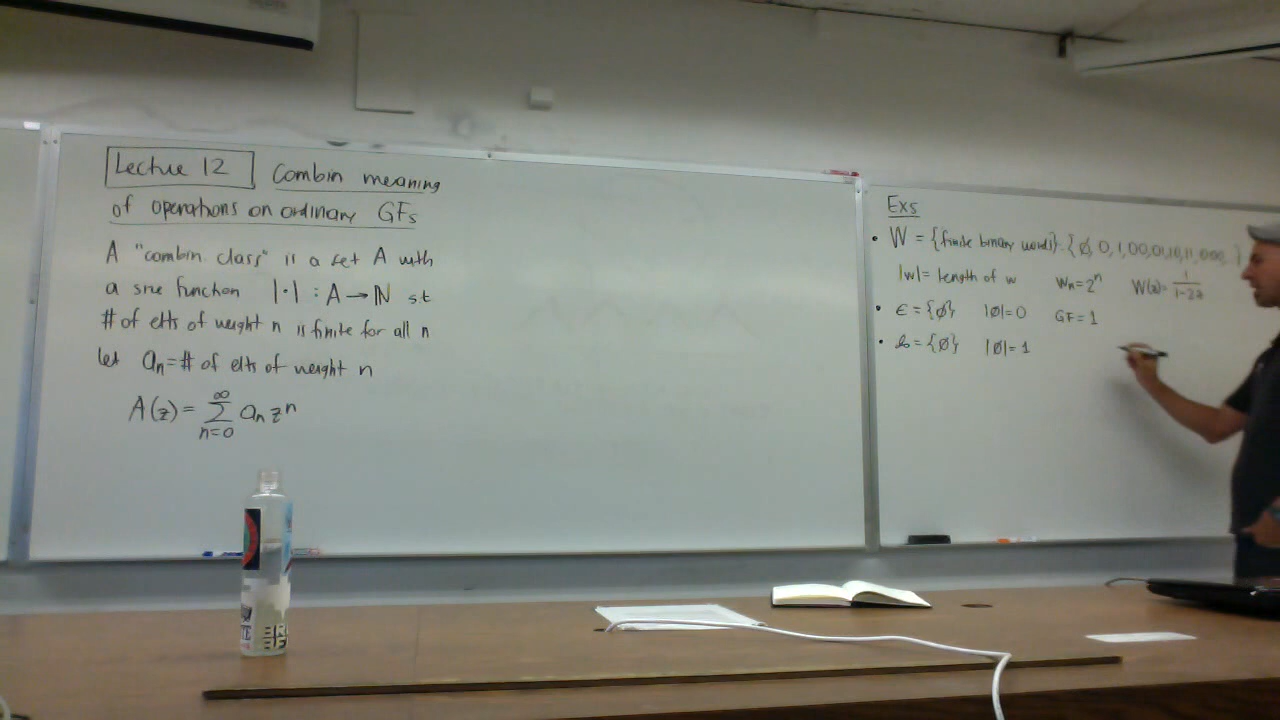 Lecture 12 Combin meaning
of operations on ordinary GFs
A "combin. class" is a set A with
a size function |·| : A → ℕ st
# of elts of weight n is finite for all n
let aₙ = # of elts of weight n
A(z) = ∑_{n=0}^{∞} aₙ zⁿ
Exs
• W = {finite binary words} = {∅, 0, 1, 00, 01, 10, 11, 000, }
|w| = length of w Wₙ = 2ⁿ W(z) = 1/(1-2z)
• ε = {∅} |∅| = 0 GF = 1
• = {∅} |∅| = 1